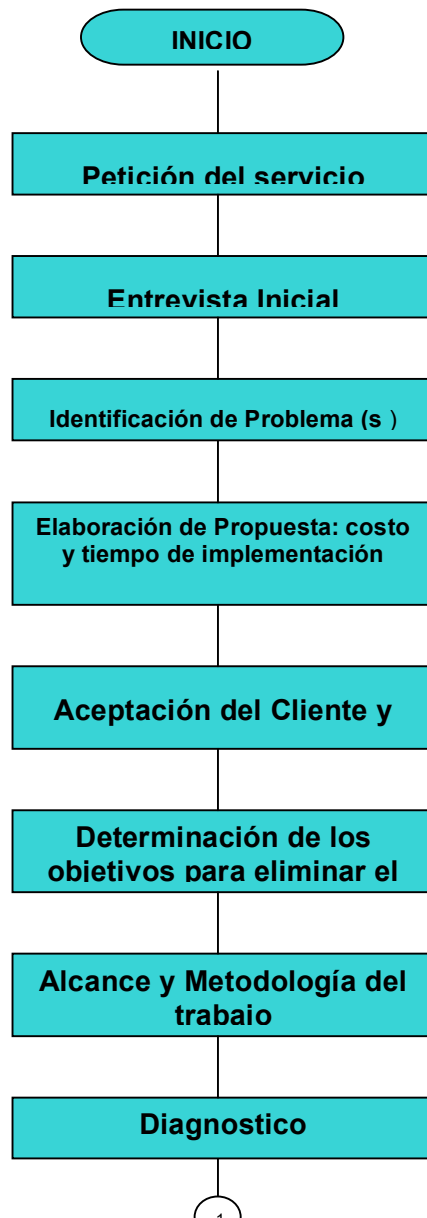 INICIO
Petición del servicio
Entrevista Inicial
Identificación de Problema (s )
Elaboración de Propuesta: costo
y tiempo de implementación
Aceptación del Cliente y
Determinación de los
objetivos para eliminar el
Alcance y Metodología del
trabajo
Diagnostico
1